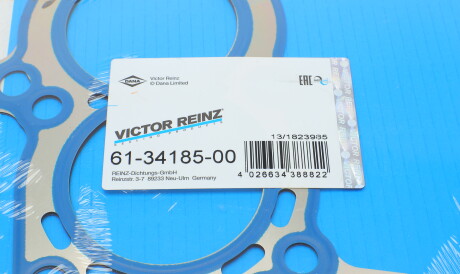 DANA
Victor Reinz
© Dana Limited
EAC
VICTOR REINZ®
13/1823985
61-34185-00
REINZ-Dichtungs-GmbH
Reinzstr. 3-7 89233 Neu-Ulm Germany
4 026634 388822